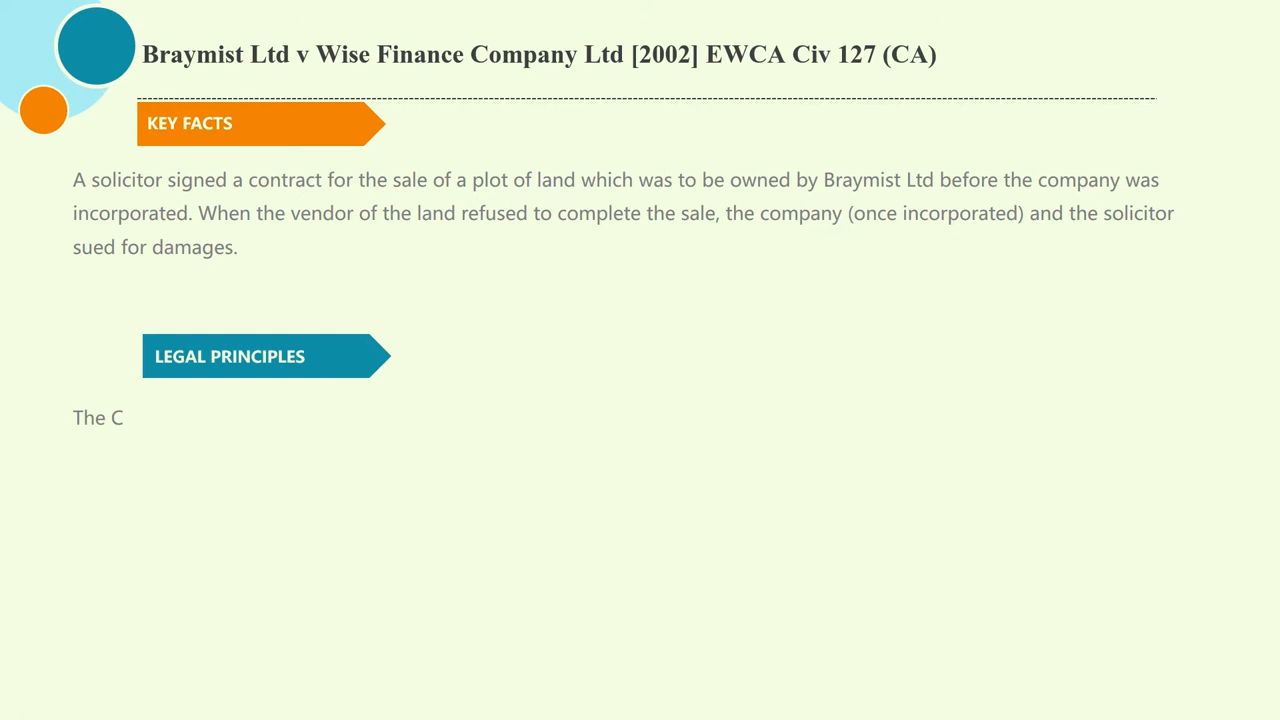 Braymist Ltd v Wise Finance Company Ltd [2002] EWCA Civ 127 (CA)
KEY FACTS
A solicitor signed a contract for the sale of a plot of land which was to be owned by Braymist Ltd before the company was
incorporated. When the vendor of the land refused to complete the sale, the company (once incorporated) and the solicitor
sued for damages.
LEGAL PRINCIPLES
The C